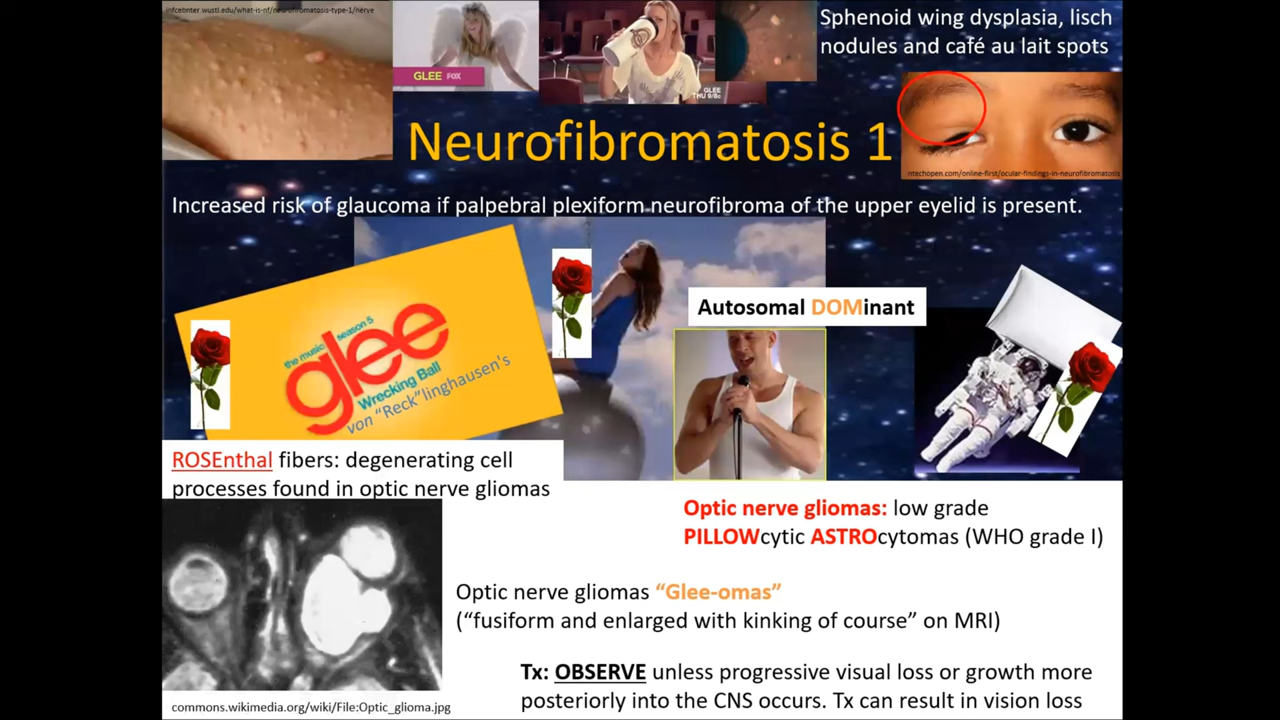 nfcebnter.wustl.edu/what-is-nf/neurofibromatosis-type-1/nerve
GLEE FOX
GLEE
THU 9/8c
Sphenoid wing dysplasia, lisch
nodules and café au lait spots
Neurofibromatosis 1
ntechopen.com/online-first/ocular-findings-in-neurofibromatosis
Increased risk of glaucoma if palpebral plexiform neurofibroma of the upper eyelid is present.
the music season 5
glee
Wrecking Ball
von "Reck"linghausen's
Autosomal DOMinant
ROSEnthal fibers: degenerating cell
processes found in optic nerve gliomas
Optic nerve gliomas: low grade
PILLOWcytic ASTROcytomas (WHO grade I)
Optic nerve gliomas “Glee-omas”
(“fusiform and enlarged with kinking of course” on MRI)
Tx: OBSERVE unless progressive visual loss or growth more
posteriorly into the CNS occurs. Tx can result in vision loss
commons.wikimedia.org/wiki/File:Optic_glioma.jpg